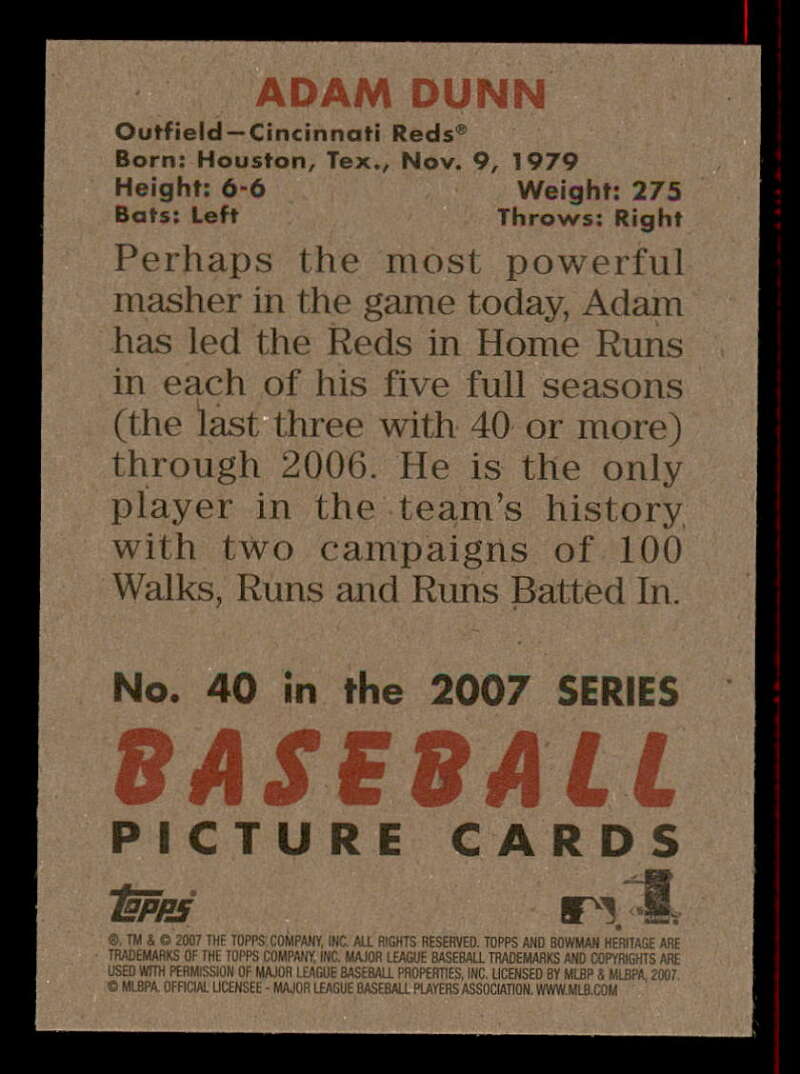 ADAM DUNN
Outfield—Cincinnati Reds®
Born: Houston, Tex., Nov. 9, 1979
Height: 6-6 Weight: 275
Bats: Left Throws: Right
Perhaps the most powerful
masher in the game today, Adam
has led the Reds in Home Runs
in each of his five full seasons
(the last three with 40 or more)
through 2006. He is the only
player in the team's history
with two campaigns of 100
Walks, Runs and Runs Batted In.
No. 40 in the 2007 SERIES
BASEBALL
PICTURE CARDS
topps
®, TM & © 2007 THE TOPPS COMPANY, INC. ALL RIGHTS RESERVED. TOPPS AND BOWMAN HERITAGE ARE
TRADEMARKS OF THE TOPPS COMPANY, INC. MAJOR LEAGUE BASEBALL TRADEMARKS AND COPYRIGHTS ARE
USED WITH PERMISSION OF MAJOR LEAGUE BASEBALL PROPERTIES, INC. LICENSED BY MLBP & MLBPA, 2007.
© MLBPA. OFFICIAL LICENSEE - MAJOR LEAGUE BASEBALL PLAYERS ASSOCIATION. WWW.MLB.COM